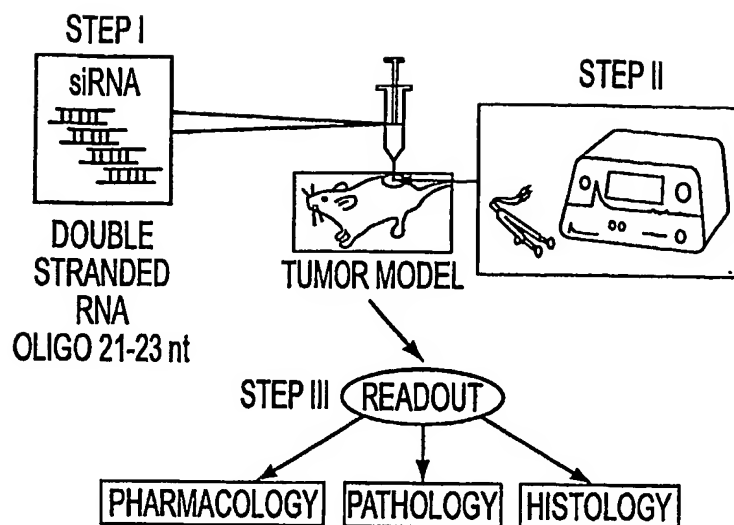 STEP I
siRNA
DOUBLE
STRANDED
RNA
OLIGO 21-23 nt
STEP II
TUMOR MODEL
STEP III
READOUT
PHARMACOLOGY
PATHOLOGY
HISTOLOGY